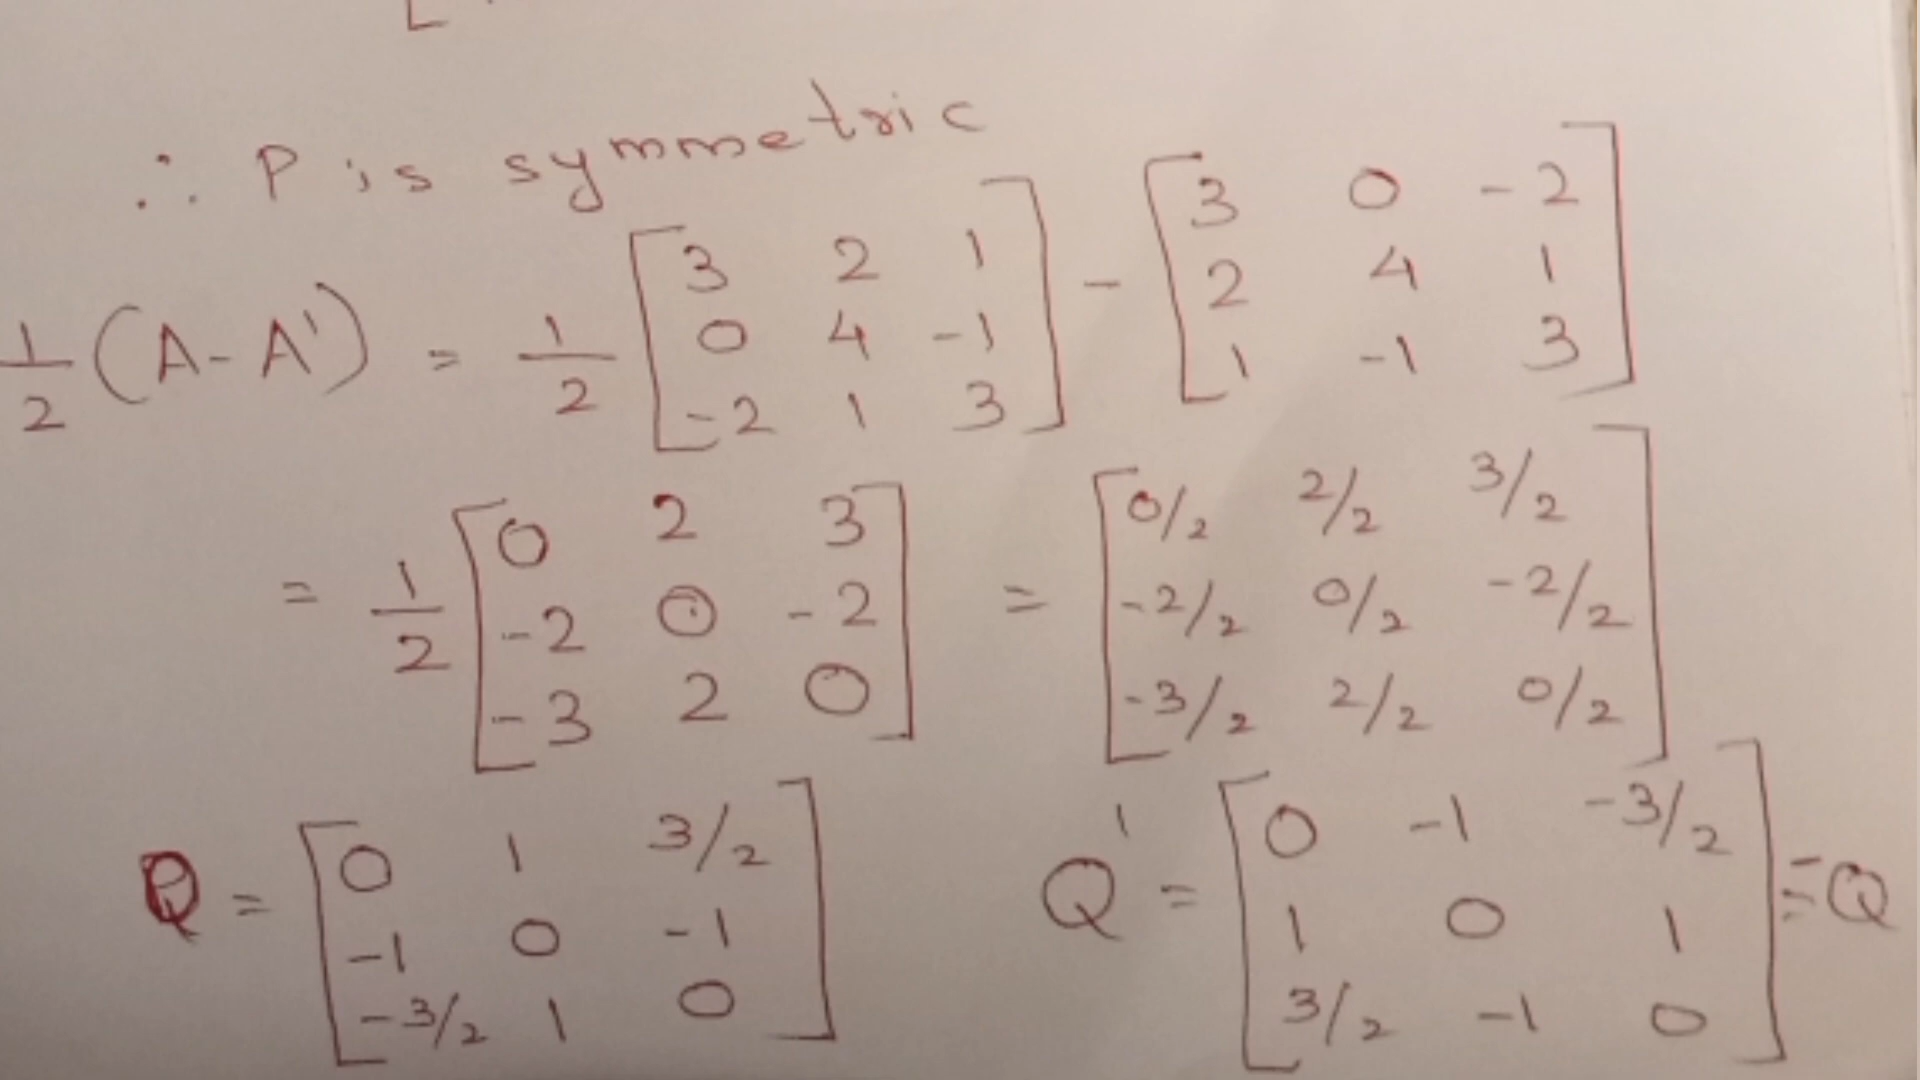 ∴ P is symmetric
1/2 (A - A') = 1/2 [3 2 1; 0 4 -1; -2 1 3] - [3 0 -2; 2 4 1; 1 -1 3]
= 1/2 [0 2 3; -2 0 -2; -3 2 0] = [0/2 2/2 3/2; -2/2 0/2 -2/2; -3/2 2/2 0/2]
Q = [0 1 3/2; -1 0 -1; -3/2 1 0] Q' = [0 -1 -3/2; 1 0 1; 3/2 -1 0] = -Q